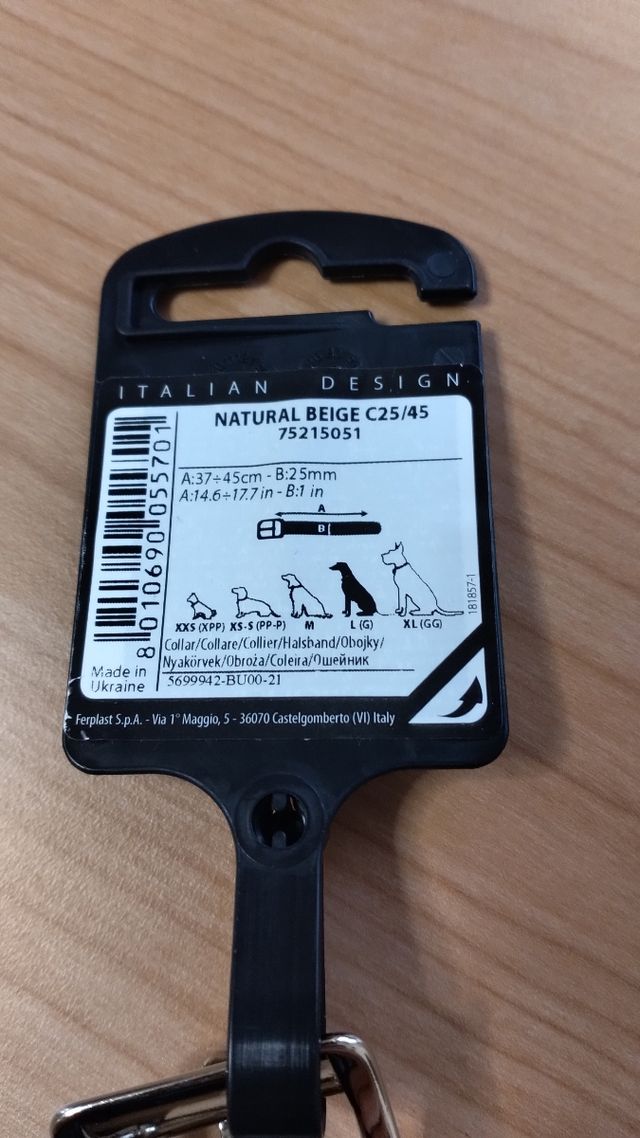 ITALIAN DESIGN
NATURAL BEIGE C25/45
75215051
A:37÷45cm - B:25mm
A:14.6÷17.7 in - B:1 in
A
B
XXS (XPP) XS-S (PP-P) M L (G) XL (GG)
Collar/Collare/Collier/Halsband/Obojky/
Nyakörvek/Obroża/Coleira/Ошейник
5699942-BU00-21
181857-1
8 010690 055701
Made in
Ukraine
Ferplast S.p.A. - Via 1° Maggio, 5 - 36070 Castelgomberto (VI) Italy